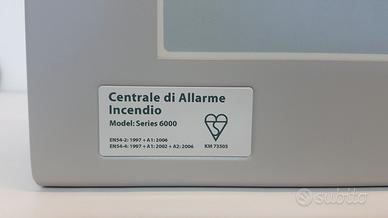 Centrale di Allarme
Incendio
Model: Series 6000
EN54-2: 1997 + A1: 2006
EN54-4: 1997 + A1: 2002 + A2: 2006
KM 73505
subito